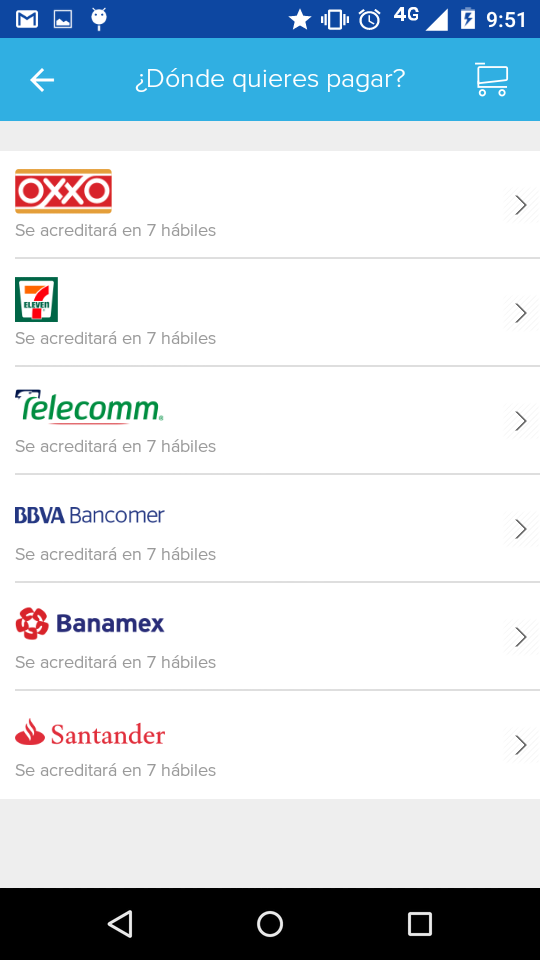 4G 9:51
¿Dónde quieres pagar?
OXXO
Se acreditará en 7 hábiles
7 ELEVEN
Se acreditará en 7 hábiles
Telecomm.
Se acreditará en 7 hábiles
BBVA Bancomer
Se acreditará en 7 hábiles
Banamex
Se acreditará en 7 hábiles
Santander
Se acreditará en 7 hábiles